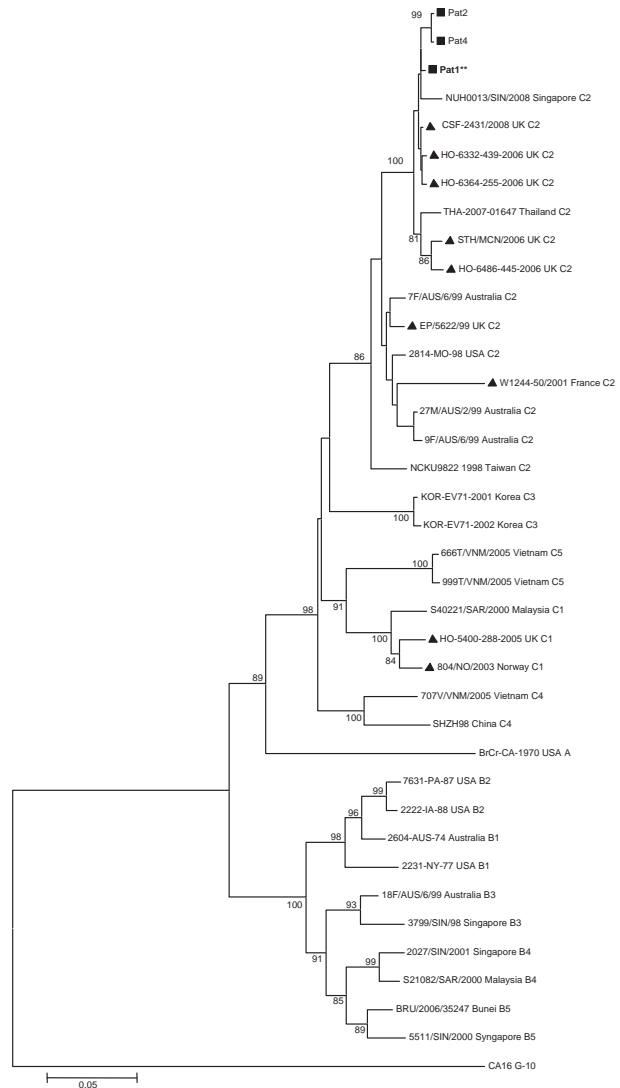 99
Pat2
Pat4
Pat1**
NUH0013/SIN/2008 Singapore C2
CSF-2431/2008 UK C2
HO-6332-439-2006 UK C2
100
HO-6364-255-2006 UK C2
THA-2007-01647 Thailand C2
81
STH/MCN/2006 UK C2
86
HO-6486-445-2006 UK C2
7F/AUS/6/99 Australia C2
EP/5622/99 UK C2
86
2814-MO-98 USA C2
W1244-50/2001 France C2
27M/AUS/2/99 Australia C2
9F/AUS/6/99 Australia C2
NCKU9822 1998 Taiwan C2
KOR-EV71-2001 Korea C3
100
KOR-EV71-2002 Korea C3
666T/VNM/2005 Vietnam C5
100
999T/VNM/2005 Vietnam C5
98
91
S40221/SAR/2000 Malaysia C1
100
HO-5400-288-2005 UK C1
84
804/NO/2003 Norway C1
89
707V/VNM/2005 Vietnam C4
100
SHZH98 China C4
BrCr-CA-1970 USA A
7631-PA-87 USA B2
99
2222-IA-88 USA B2
96
2604-AUS-74 Australia B1
98
2231-NY-77 USA B1
100
18F/AUS/6/99 Australia B3
93
3799/SIN/98 Singapore B3
91
2027/SIN/2001 Singapore B4
99
S21082/SAR/2000 Malaysia B4
85
BRU/2006/35247 Bunei B5
89
5511/SIN/2000 Syngapore B5
CA16 G-10
0.05